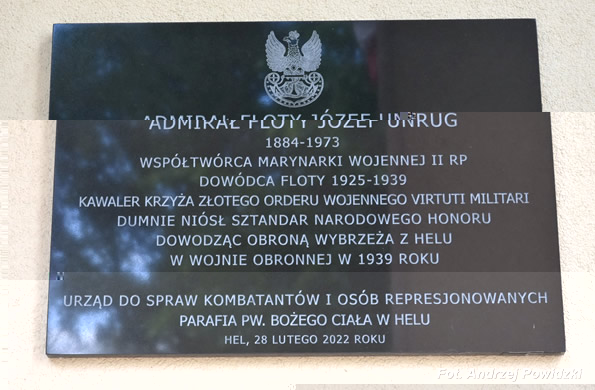 ADMIRAŁ FLOTY JÓZEF UNRUG
1884-1973
WSPÓŁTWÓRCA MARYNARKI WOJENNEJ II RP
DOWÓDCA FLOTY 1925-1939
KAWALER KRZYŻA ZŁOTEGO ORDERU WOJENNEGO VIRTUTI MILITARI
DUMNIE NIÓSŁ SZTANDAR NARODOWEGO HONORU
DOWODZĄC OBRONĄ WYBRZEŻA Z HELU
W WOJNIE OBRONNEJ W 1939 ROKU
URZĄD DO SPRAW KOMBATANTÓW I OSÓB REPRESJONOWANYCH
PARAFIA PW. BOŻEGO CIAŁA W HELU
HEL, 28 LUTEGO 2022 ROKU
Fot. Andrzej Powidzki